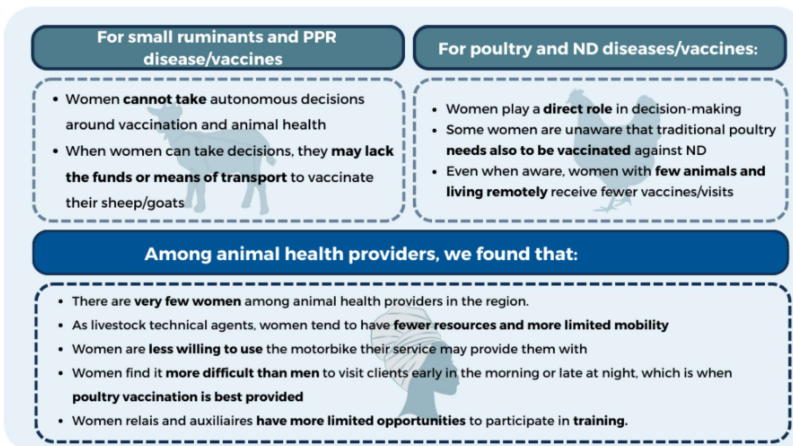 For small ruminants and PPR
disease/vaccines
• Women cannot take autonomous decisions
around vaccination and animal health
• When women can take decisions, they may lack
the funds or means of transport to vaccinate
their sheep/goats
For poultry and ND diseases/vaccines:
• Women play a direct role in decision-making
• Some women are unaware that traditional poultry
needs also to be vaccinated against ND
• Even when aware, women with few animals and
living remotely receive fewer vaccines/visits
Among animal health providers, we found that:
• There are very few women among animal health providers in the region.
• As livestock technical agents, women tend to have fewer resources and more limited mobility
• Women are less willing to use the motorbike their service may provide them with
• Women find it more difficult than men to visit clients early in the morning or late at night, which is when
poultry vaccination is best provided
• Women relais and auxiliaires have more limited opportunities to participate in training.